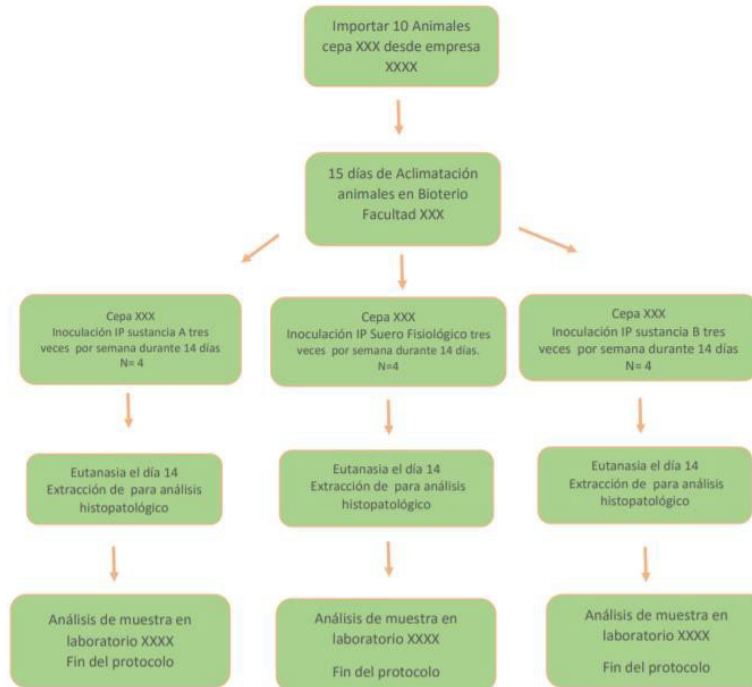 Importar 10 Animales
cepa XXX desde empresa
XXXX
15 días de Aclimatación
animales en Bioterio
Facultad XXX
Cepa XXX
Inoculación IP sustancia A tres
veces por semana durante 14 días
N= 4
Cepa XXX
Inoculación IP Suero Fisiológico tres
veces por semana durante 14 días.
N=4
Cepa XXX
Inoculación IP sustancia B tres
veces por semana durante 14 días
N= 4
Eutanasia el día 14
Extracción de para análisis
histopatológico
Eutanasia el día 14
Extracción de para análisis
histopatológico
Eutanasia el día 14
Extracción de para análisis
histopatológico
Análisis de muestra en
laboratorio XXXX
Fin del protocolo
Análisis de muestra en
laboratorio XXXX
Fin del protocolo
Análisis de muestra en
laboratorio XXXX
Fin del protocolo